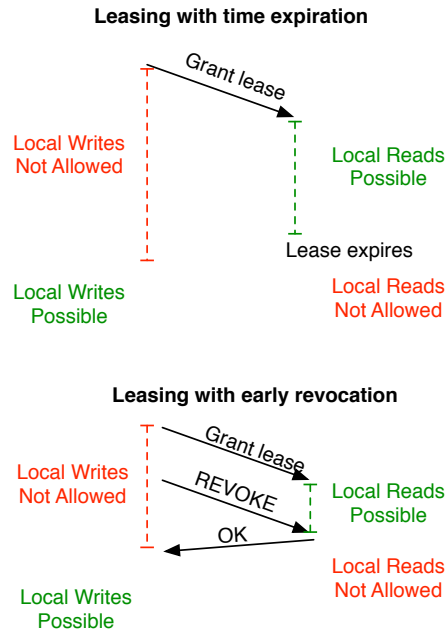 Leasing with time expiration
Grant lease
Local Writes
Not Allowed
Local Reads
Possible
Lease expires
Local Writes
Possible
Local Reads
Not Allowed
Leasing with early revocation
Grant lease
Local Writes
Not Allowed
REVOKE
Local Reads
Possible
OK
Local Reads
Not Allowed
Local Writes
Possible